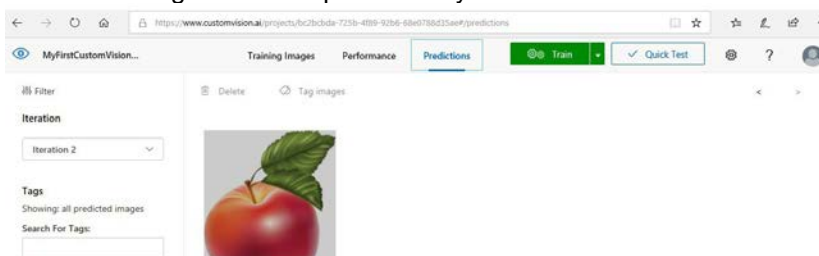 https://www.customvision.ai/projects/bc2bcbda-725b-4f89-92b6-68e0788d15ae#/predictions
MyFirstCustomVision... Training Images Performance Predictions Train Quick Test ?
Filter Delete Tag images < >
Iteration
Iteration 2
Tags
Showing: all predicted images
Search For Tags: